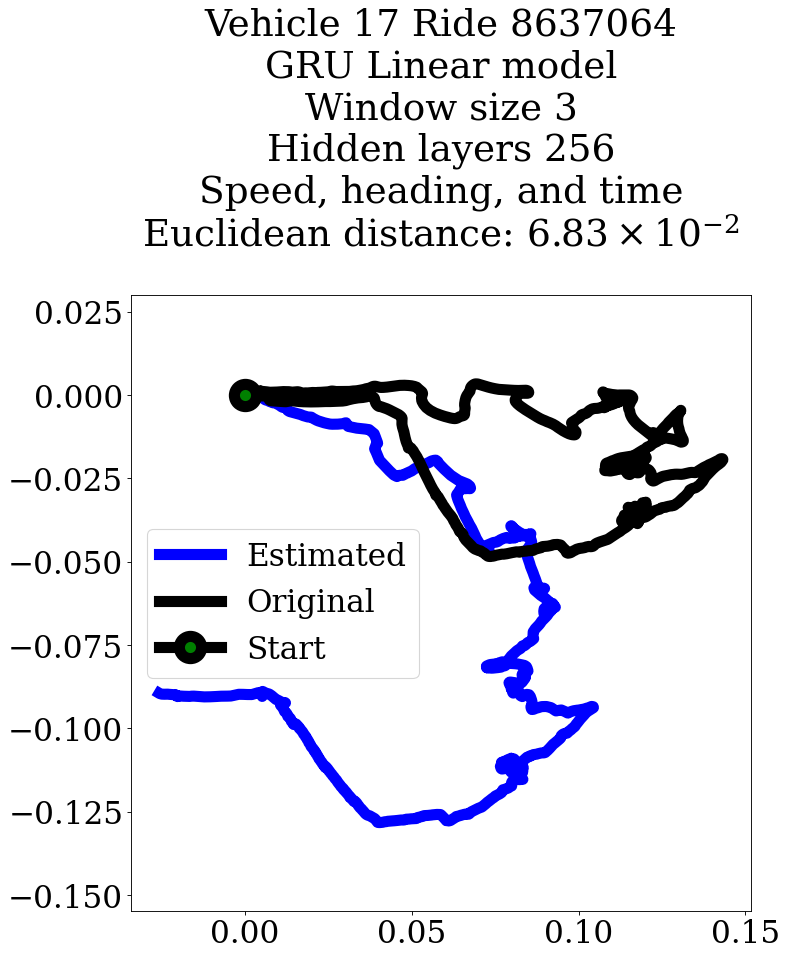 Vehicle 17 Ride 8637064
GRU Linear model
Window size 3
Hidden layers 256
Speed, heading, and time
Euclidean distance: 6.83 × 10⁻²
0.025
0.000
−0.025
−0.050
−0.075
−0.100
−0.125
−0.150
Estimated
Original
Start
0.00 0.05 0.10 0.15